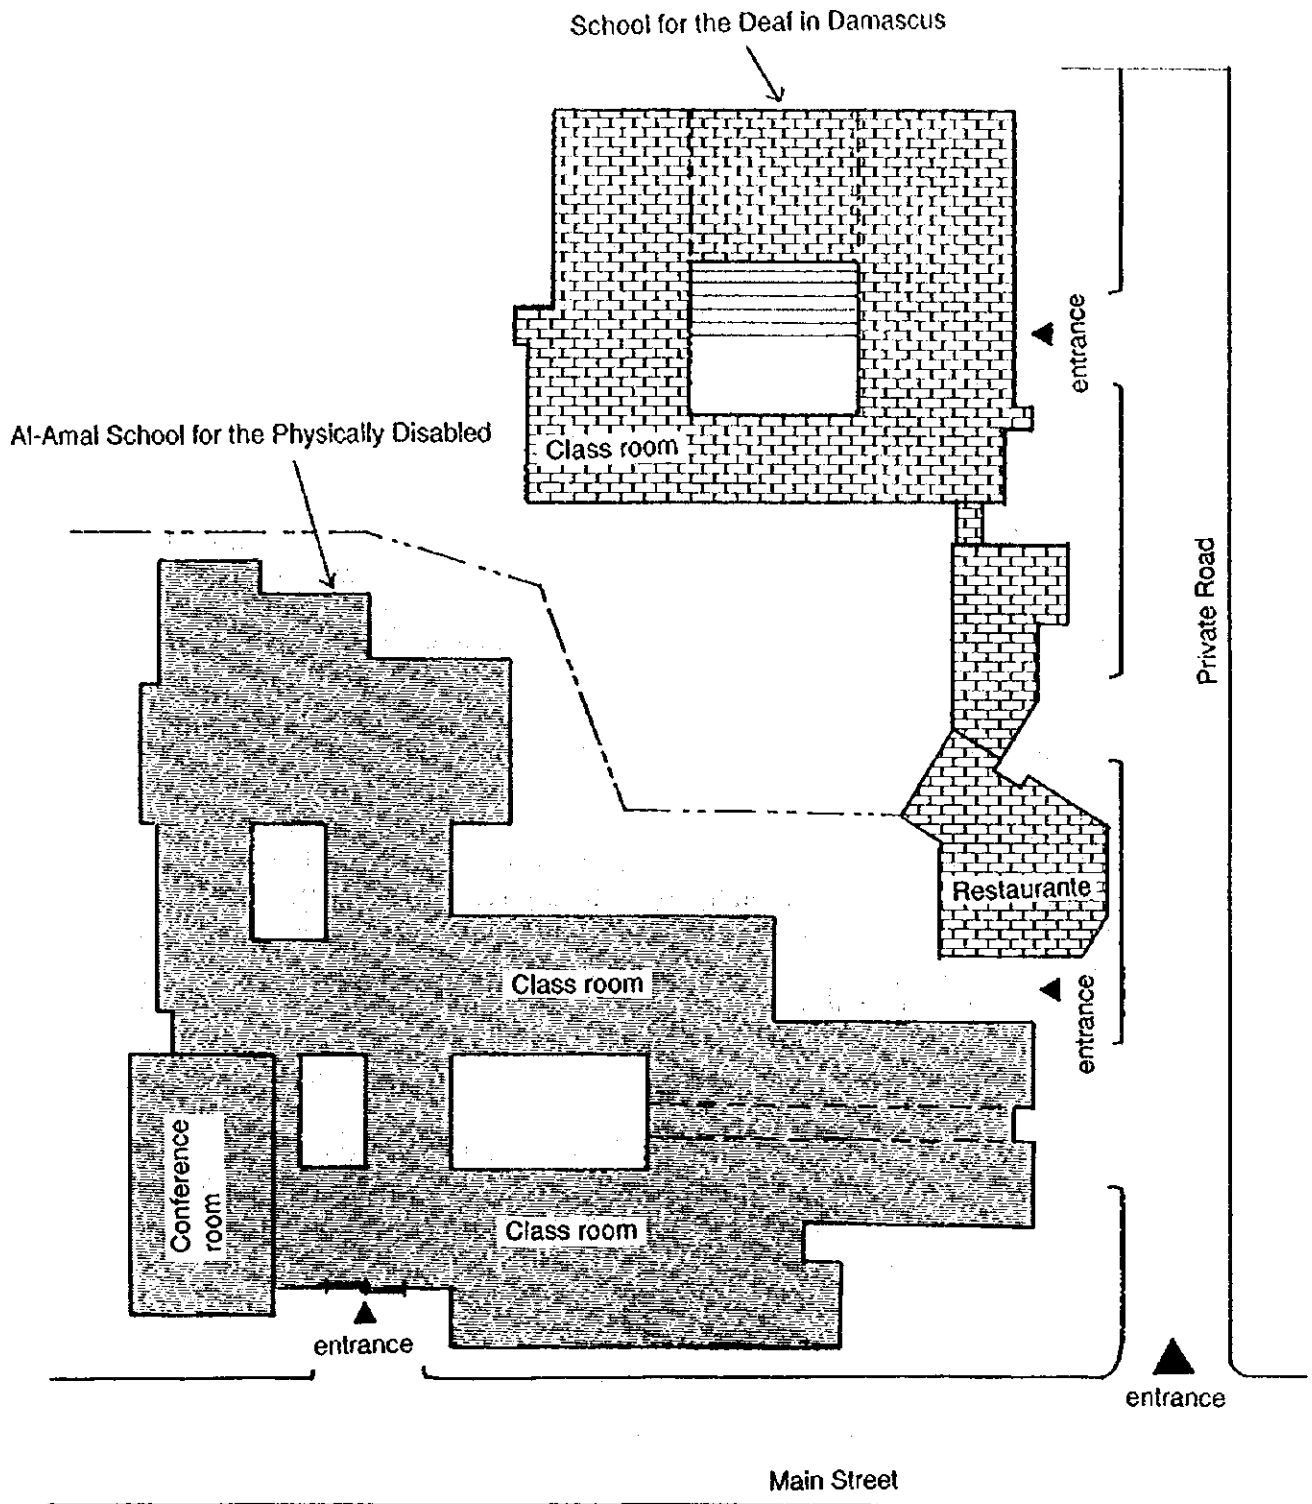 School for the Deaf in Damascus
entrance
Al-Amal School for the Physically Disabled
Class room
Private Road
Restaurante
Class room
entrance
Conference
room
Class room
entrance
entrance
Main Street